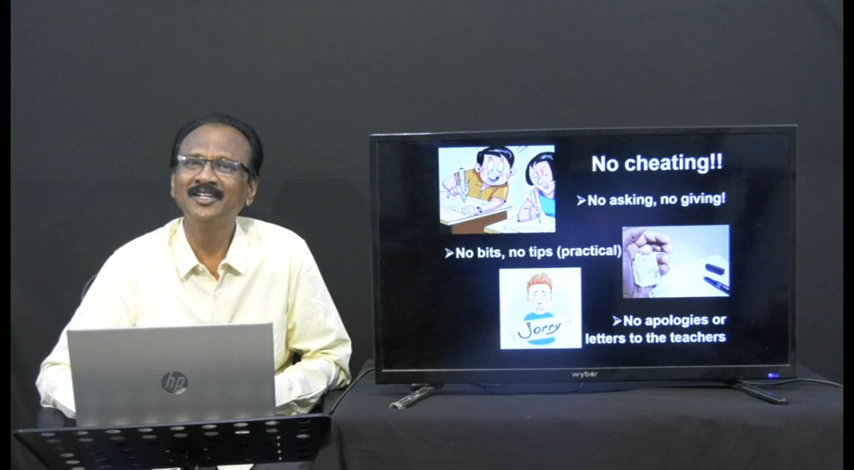 No cheating!!
➤No asking, no giving!
➤No bits, no tips (practical)
Sorry
➤No apologies or
letters to the teachers
hp
wybor